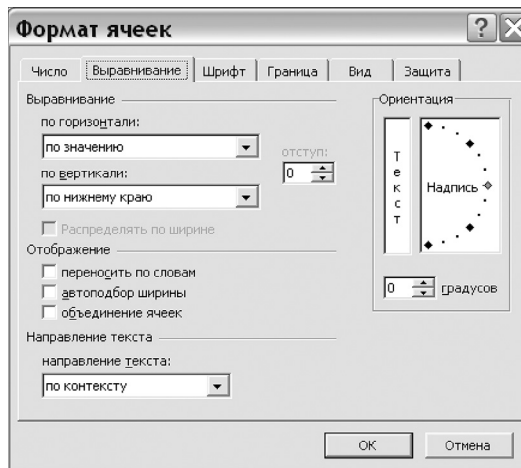 Формат ячеек
Число
Выравнивание
Шрифт
Граница
Вид
Защита
Выравнивание
по горизонтали:
по значению
отступ:
0
по вертикали:
по нижнему краю
Распределять по ширине
Отображение
переносить по словам
автоподбор ширины
объединение ячеек
Направление текста
направление текста:
по контексту
Ориентация
Текст
Надпись
0 градусов
ОК
Отмена